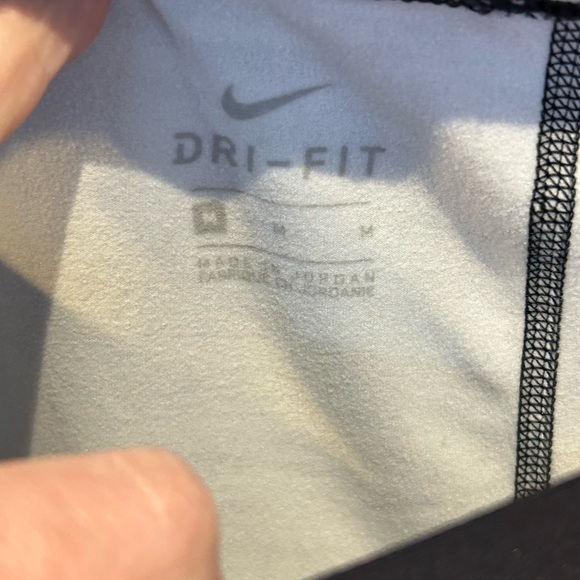 DRI-FIT
M M M
MADE IN JORDAN
FABRIQUÉ EN JORDANIE